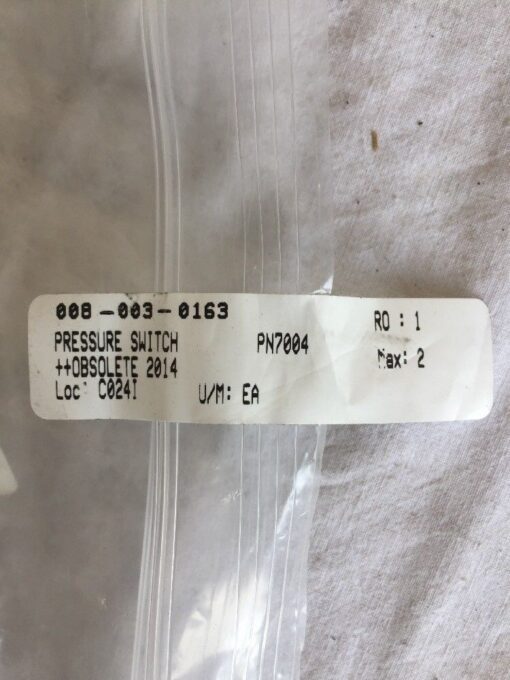 008-003-0163
RO : 1
PRESSURE SWITCH PN7004
Max: 2
++OBSOLETE 2014
Loc: C024I U/M: EA